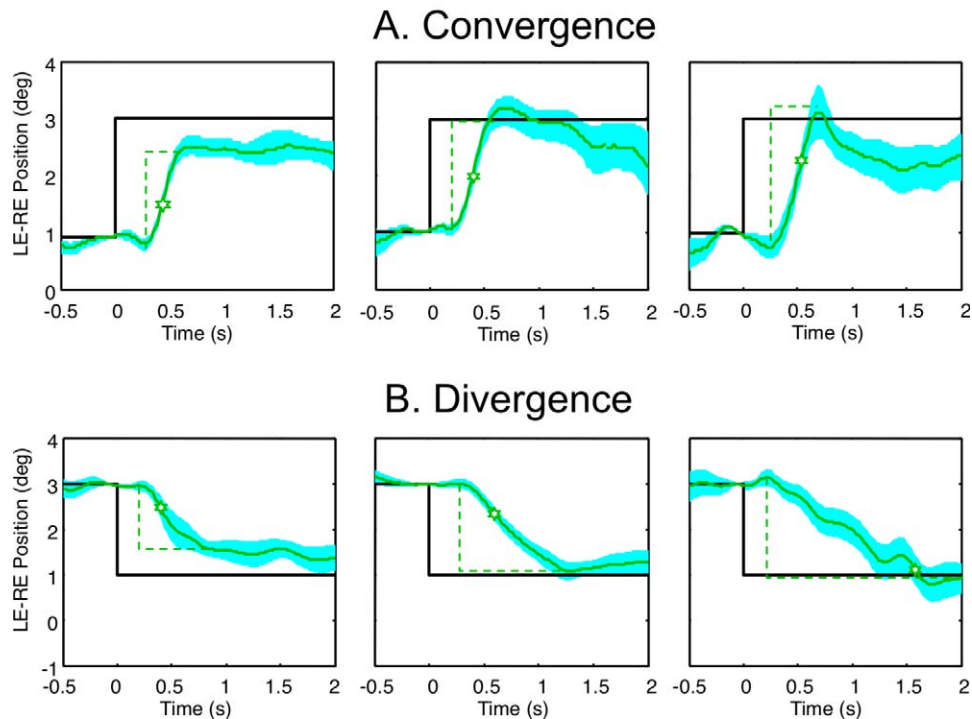 A. Convergence
LE-RE Position (deg)
4
3
2
1
0
-0.5 0 0.5 1 1.5 2
Time (s)
-0.5 0 0.5 1 1.5 2
Time (s)
-0.5 0 0.5 1 1.5 2
Time (s)
B. Divergence
LE-RE Position (deg)
4
3
2
1
0
-1
-0.5 0 0.5 1 1.5 2
Time (s)
-0.5 0 0.5 1 1.5 2
Time (s)
-0.5 0 0.5 1 1.5 2
Time (s)